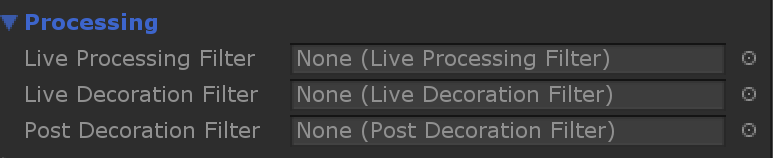 Processing
Live Processing Filter None (Live Processing Filter)
Live Decoration Filter None (Live Decoration Filter)
Post Decoration Filter None (Post Decoration Filter)